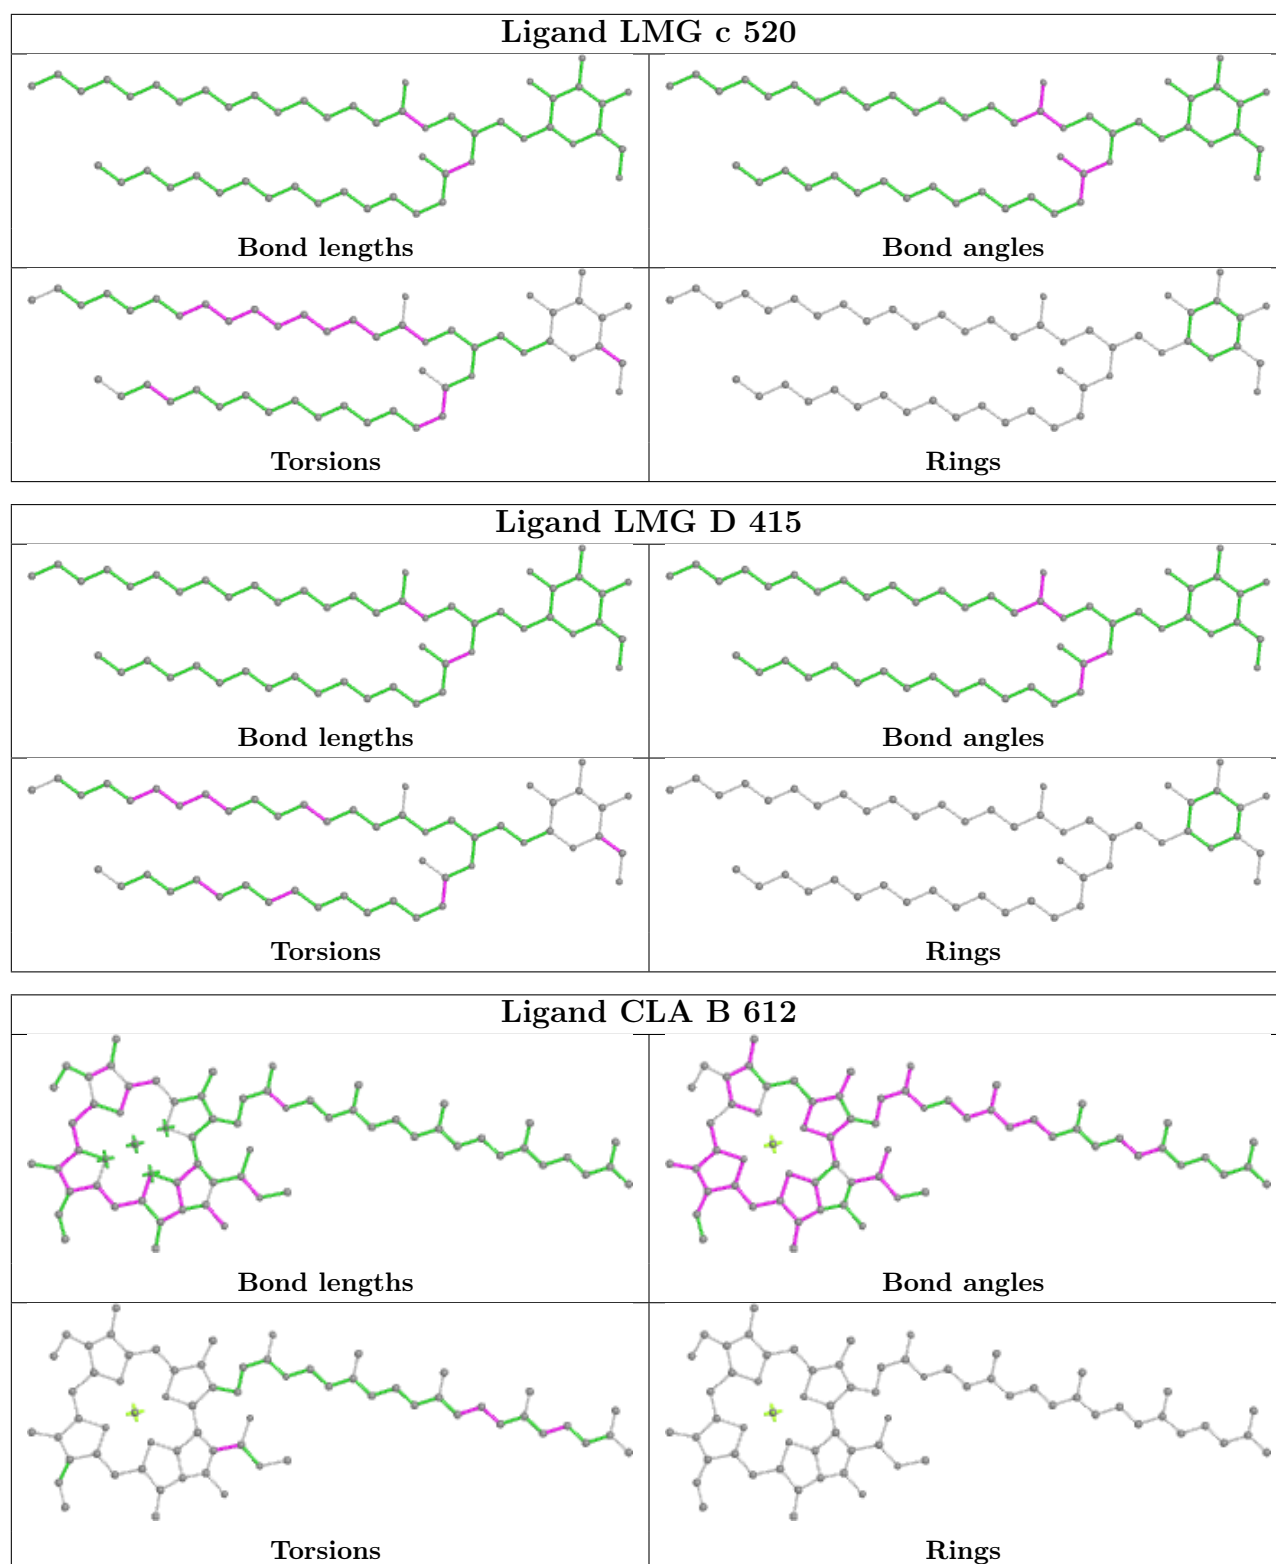 Ligand LMG c 520
Bond lengths
Bond angles
Torsions
Rings
Ligand LMG D 415
Bond lengths
Bond angles
Torsions
Rings
Ligand CLA B 612
Bond lengths
Bond angles
Torsions
Rings